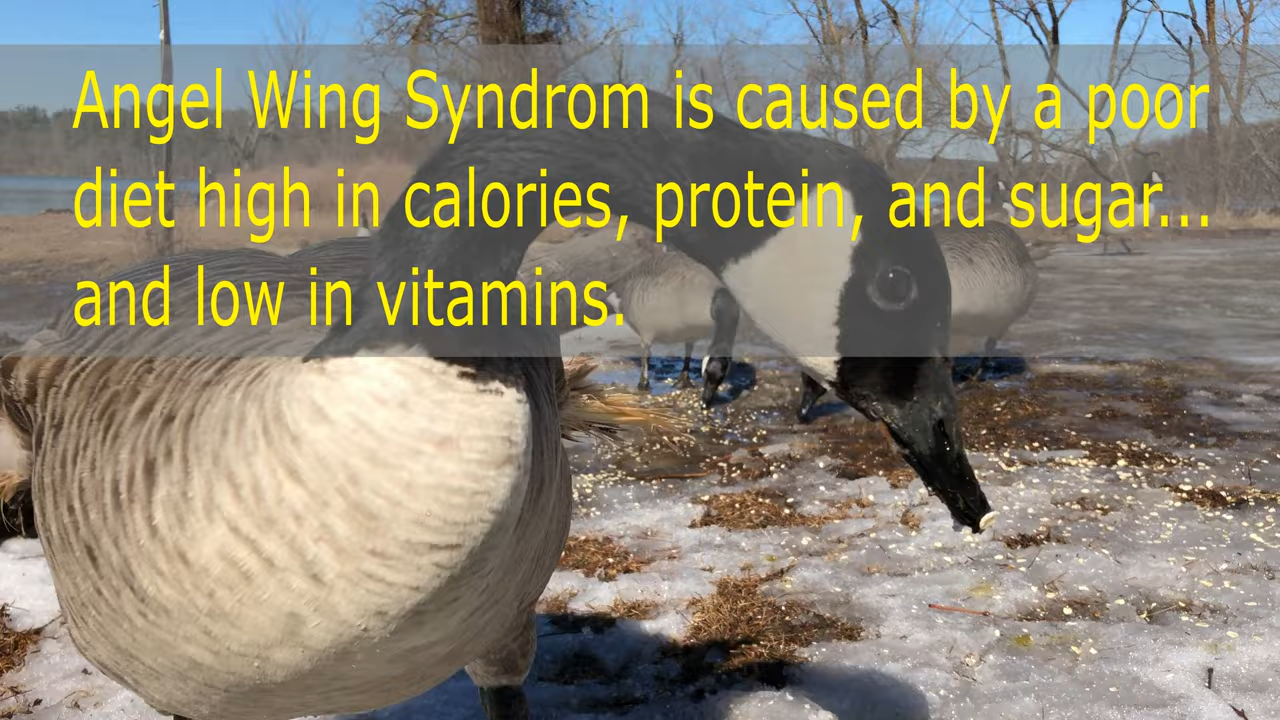 Angel Wing Syndrom is caused by a poor
diet high in calories, protein, and sugar...
and low in vitamins.